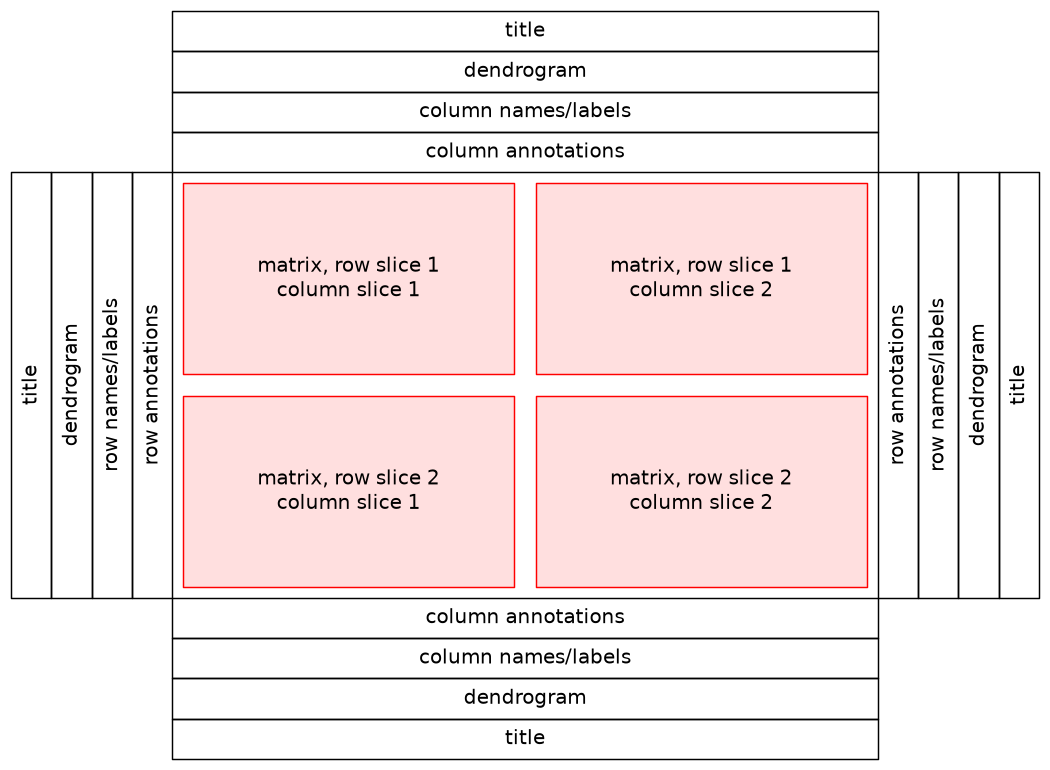 title
dendrogram
column names/labels
column annotations
title
dendrogram
row names/labels
row annotations
matrix, row slice 1
column slice 1
matrix, row slice 1
column slice 2
matrix, row slice 2
column slice 1
matrix, row slice 2
column slice 2
row annotations
row names/labels
dendrogram
title
column annotations
column names/labels
dendrogram
title